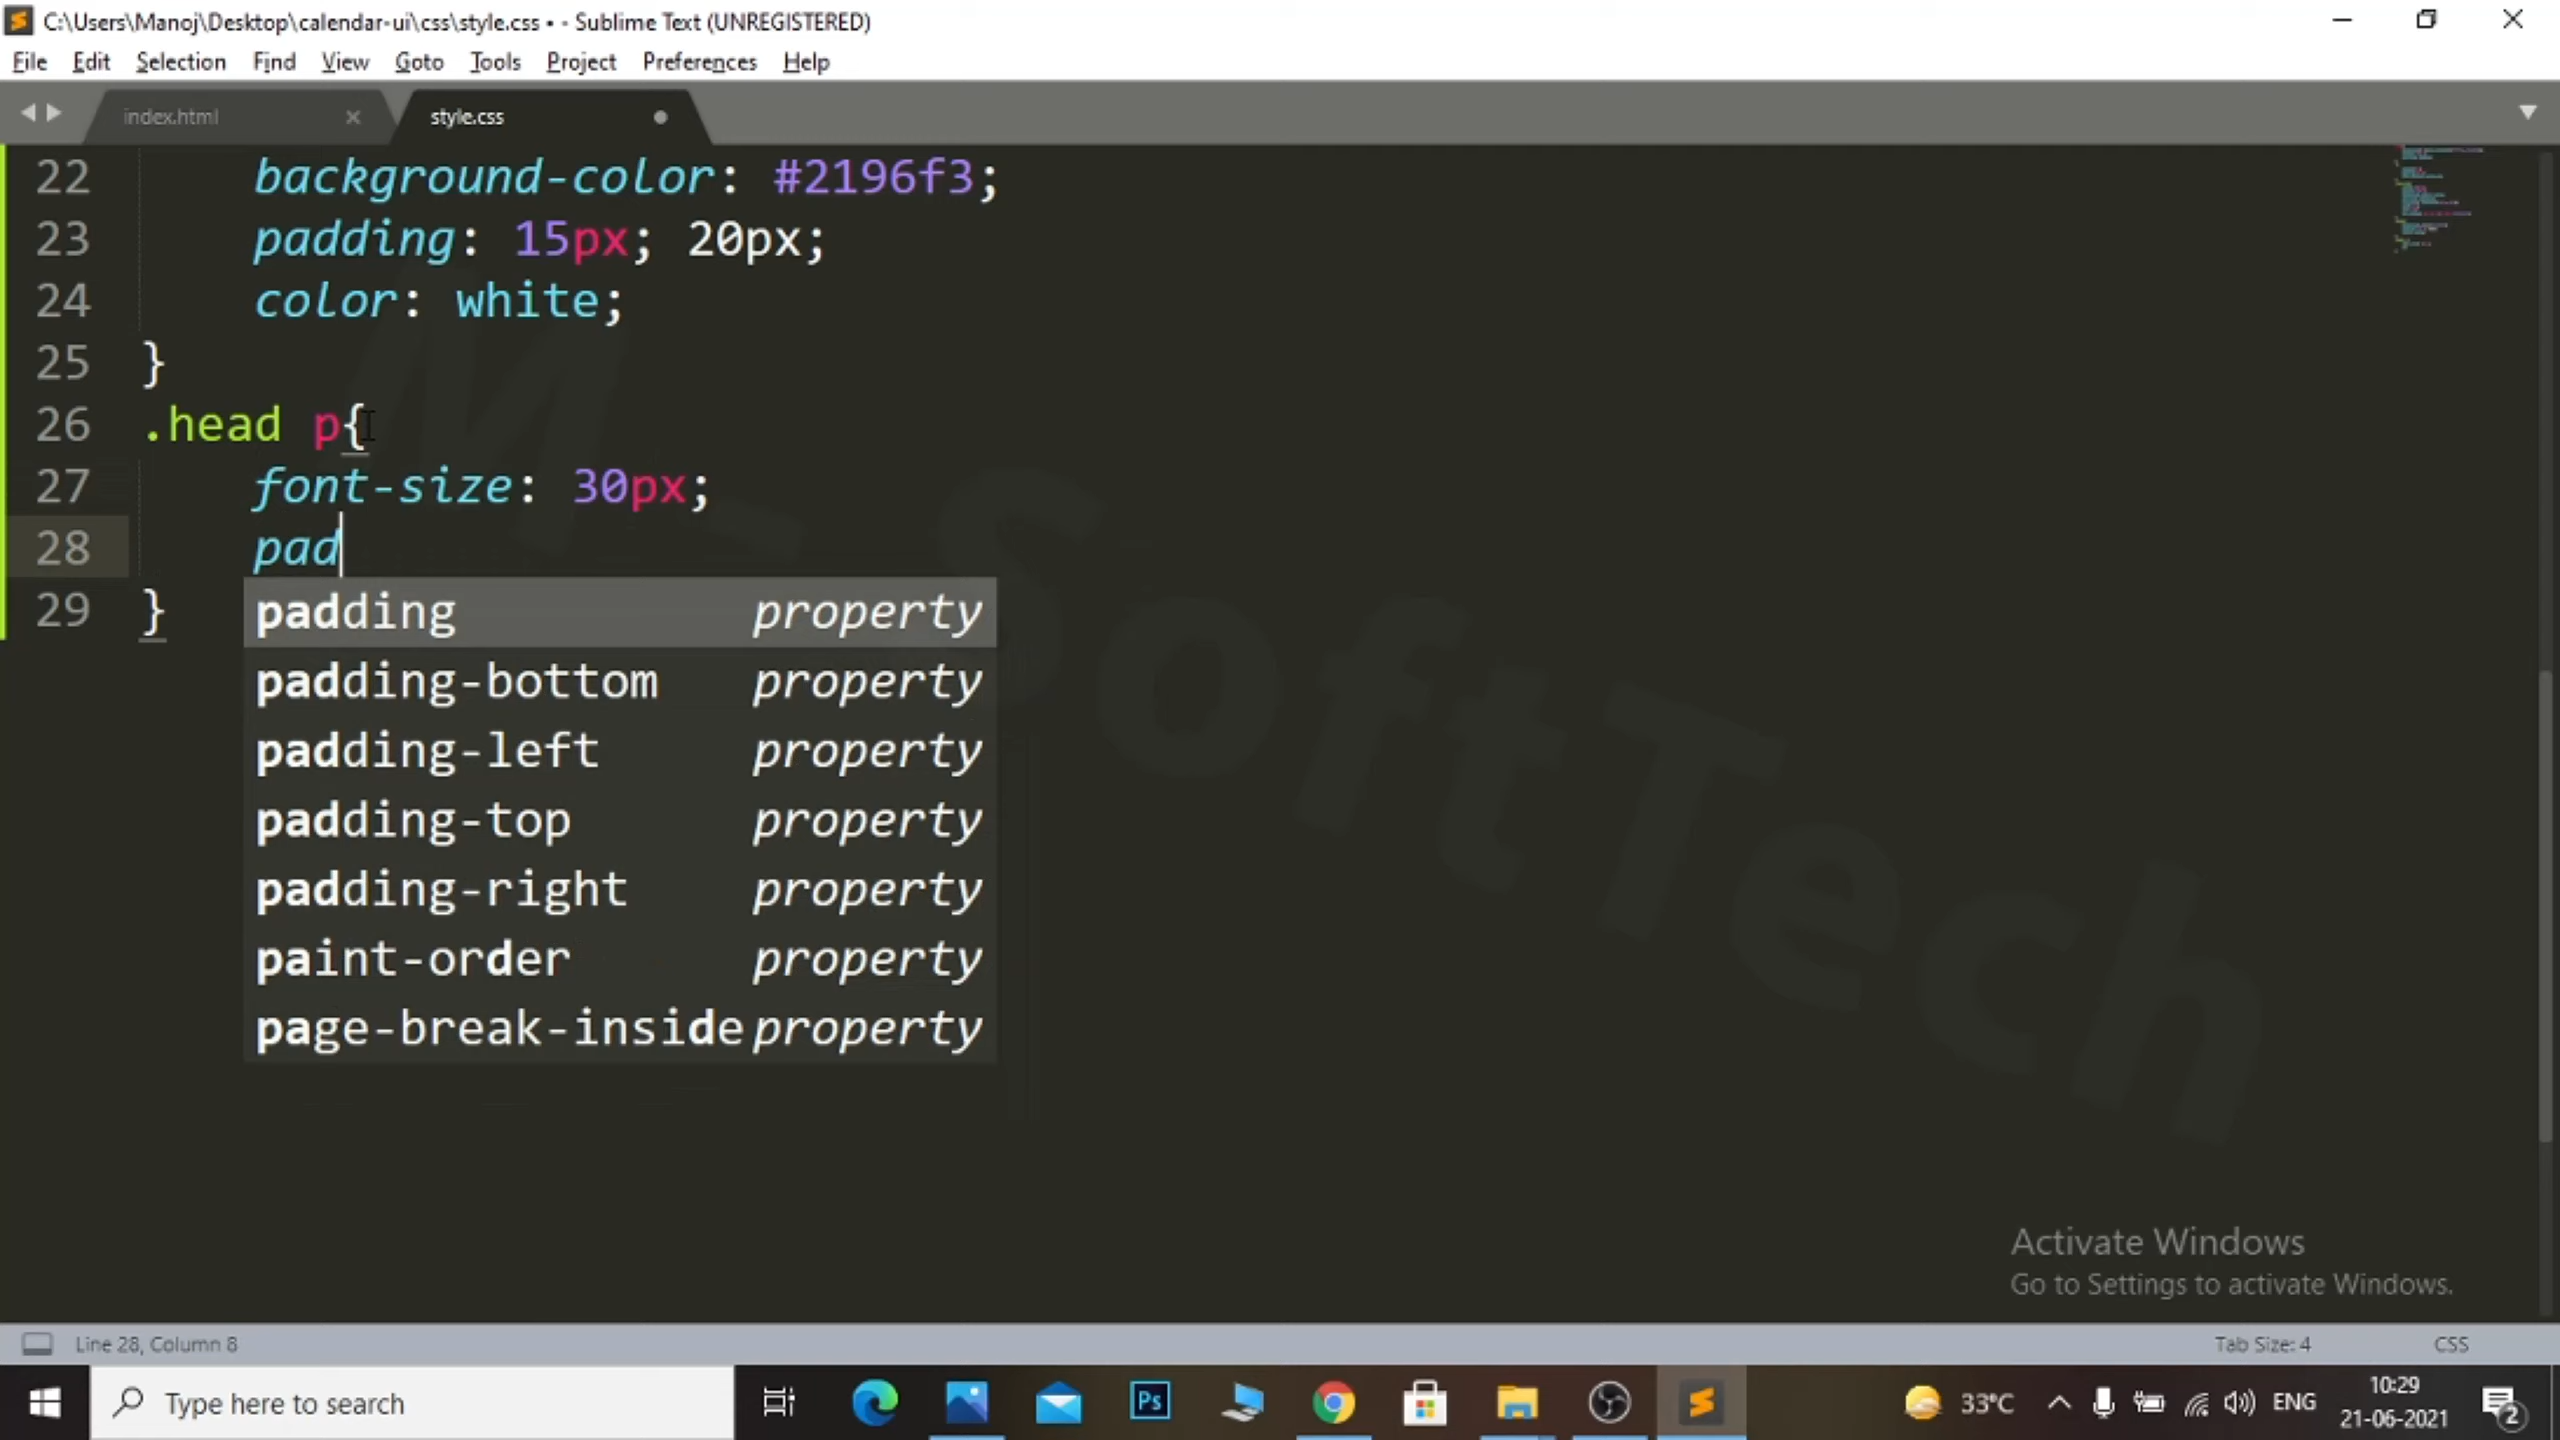 C:\Users\Manoj\Desktop\calendar-ui\css\style.css • - Sublime Text (UNREGISTERED)
File Edit Selection Find View Goto Tools Project Preferences Help
index.html style.css
22 background-color: #2196f3;
23 padding: 15px; 20px;
24 color: white;
25 }
26 .head p{
27 font-size: 30px;
28 pad
29 }
padding property
padding-bottom property
padding-left property
padding-top property
padding-right property
paint-order property
page-break-inside property
M - SoftTech
Activate Windows
Go to Settings to activate Windows.
Line 28, Column 8 Tab Size: 4 CSS
Type here to search
Ps
33°C
ENG
10:29
21-06-2021
2